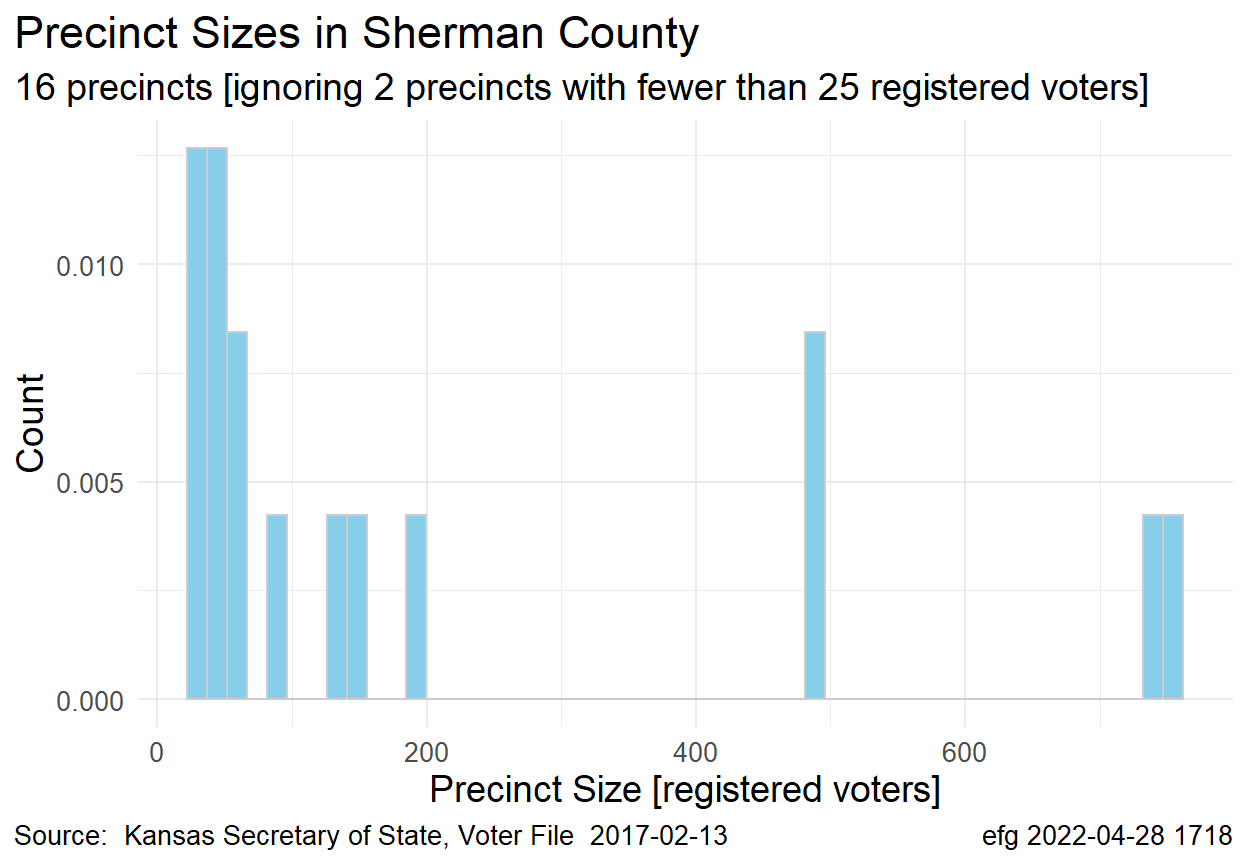 Precinct Sizes in Sherman County
16 precincts [ignoring 2 precincts with fewer than 25 registered voters]
Count
0.010
0.005
0.000
0 200 400 600
Precinct Size [registered voters]
Source:  Kansas Secretary of State, Voter File  2017-02-13
efg 2022-04-28 1718